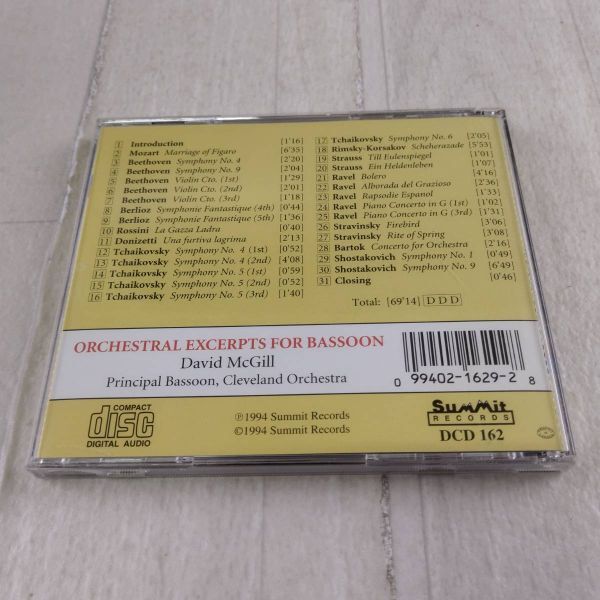 1 Introduction [1'16]
2 Mozart Marriage of Figaro [6'35]
3 Beethoven Symphony No. 4 [2'20]
4 Beethoven Symphony No. 9 [2'04]
5 Beethoven Violin Cto. (1st) [1'29]
6 Beethoven Violin Cto. (2nd) [2'01]
7 Beethoven Violin Cto. (3rd) [1'18]
8 Berlioz Symphonie Fantastique (4th) [0'44]
9 Berlioz Symphonie Fantastique (5th) [1'36]
10 Rossini La Gazza Ladra [0'40]
11 Donizetti Una furtiva lagrima [2'13]
12 Tchaikovsky Symphony No. 4 (1st) [0'52]
13 Tchaikovsky Symphony No. 4 (2nd) [4'08]
14 Tchaikovsky Symphony No. 5 (1st) [0'59]
15 Tchaikovsky Symphony No. 5 (2nd) [0'52]
16 Tchaikovsky Symphony No. 5 (3rd) [1'40]
17 Tchaikovsky Symphony No. 6 [2'05]
18 Rimsky-Korsakov Scheherazade [5'53]
19 Strauss Till Eulenspiegel [1'01]
20 Strauss Ein Heldenleben [1'07]
21 Ravel Bolero [4'16]
22 Ravel Alborada del Grazioso [2'36]
23 Ravel Rapsodie Espanol [1'33]
24 Ravel Piano Concerto in G (1st) [1'02]
25 Ravel Piano Concerto in G (3rd) [1'31]
26 Stravinsky Firebird [3'06]
27 Stravinsky Rite of Spring [3'08]
28 Bartok Concerto for Orchestra [2'16]
29 Shostakovich Symphony No. 1 [0'49]
30 Shostakovich Symphony No. 9 [6'49]
31 Closing [0'46]
Total: [69'14] D D D
ORCHESTRAL EXCERPTS FOR BASSOON
David McGill
Principal Bassoon, Cleveland Orchestra
0 99402-1629-2 8
COMPACT
disc
DIGITAL AUDIO
℗1994 Summit Records
©1994 Summit Records
Summit
RECORDS
DCD 162